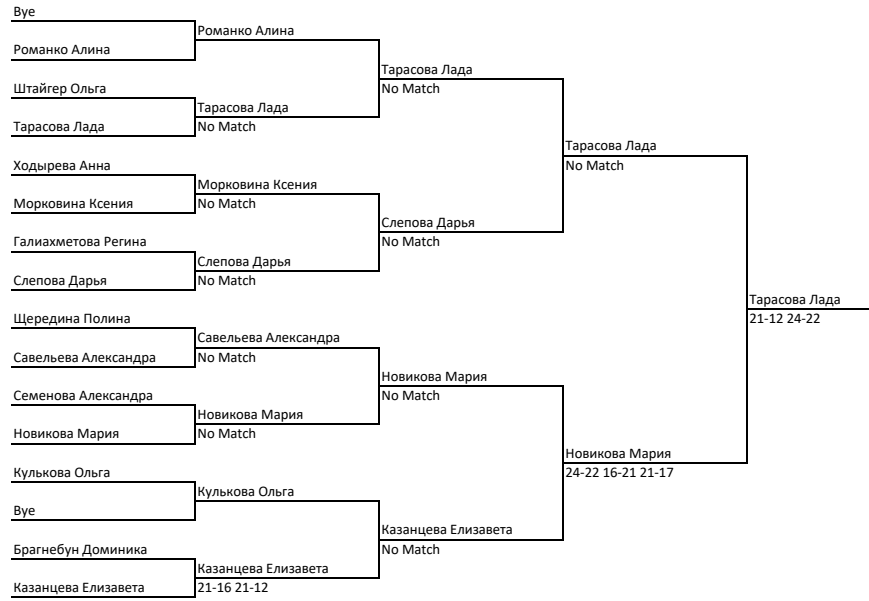 Bye
Романко Алина
Романко Алина
Тарасова Лада
Штайгер Ольга
No Match
Тарасова Лада
Тарасова Лада
No Match
Тарасова Лада
Ходырева Анна
No Match
Морковина Ксения
Морковина Ксения
No Match
Слепова Дарья
Галиахметова Регина
No Match
Слепова Дарья
Слепова Дарья
No Match
Тарасова Лада
Щередина Полина
21-12 24-22
Савельева Александра
Савельева Александра
No Match
Новикова Мария
Семенова Александра
No Match
Новикова Мария
Новикова Мария
No Match
Новикова Мария
Кулькова Ольга
24-22 16-21 21-17
Кулькова Ольга
Bye
Казанцева Елизавета
Брагнебун Доминика
No Match
Казанцева Елизавета
Казанцева Елизавета
21-16 21-12